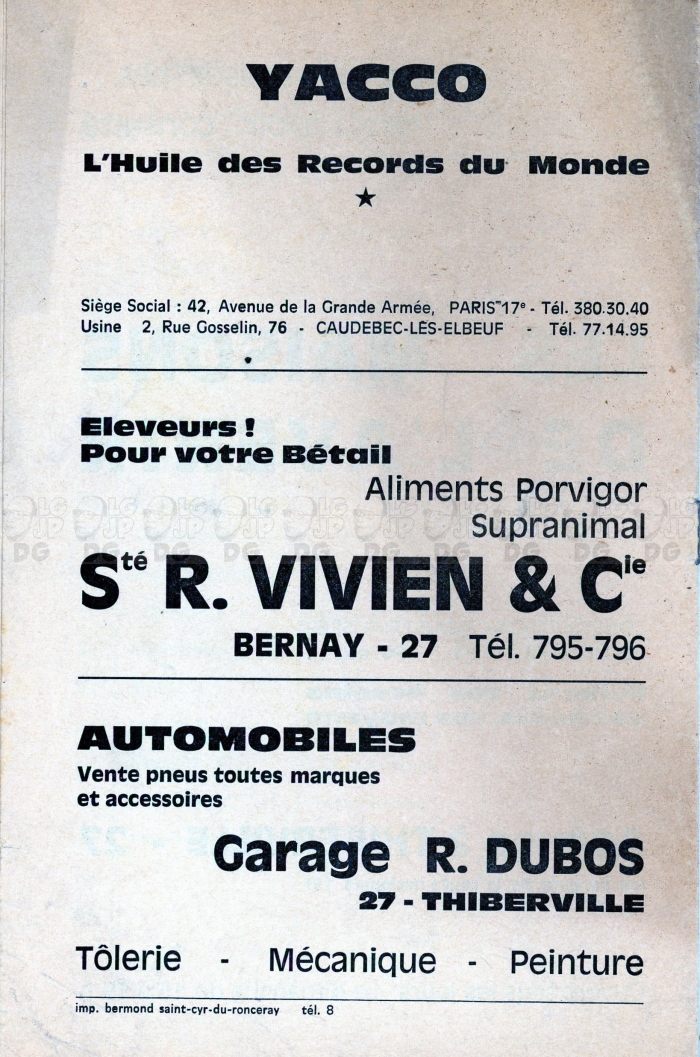 YACCO
L'Huile des Records du Monde
★
Siège Social : 42, Avenue de la Grande Armée, PARIS-17e - Tél. 380.30.40
Usine 2, Rue Gosselin, 76 - CAUDEBEC-LÈS-ELBEUF - Tél. 77.14.95
Eleveurs !
Pour votre Bétail
Aliments Porvigor
Supranimal
Sté R. VIVIEN & Cie
BERNAY - 27 Tél. 795-796
AUTOMOBILES
Vente pneus toutes marques
et accessoires
Garage R. DUBOS
27 - THIBERVILLE
Tôlerie - Mécanique - Peinture
imp. bermond saint-cyr-du-ronceray tél. 8